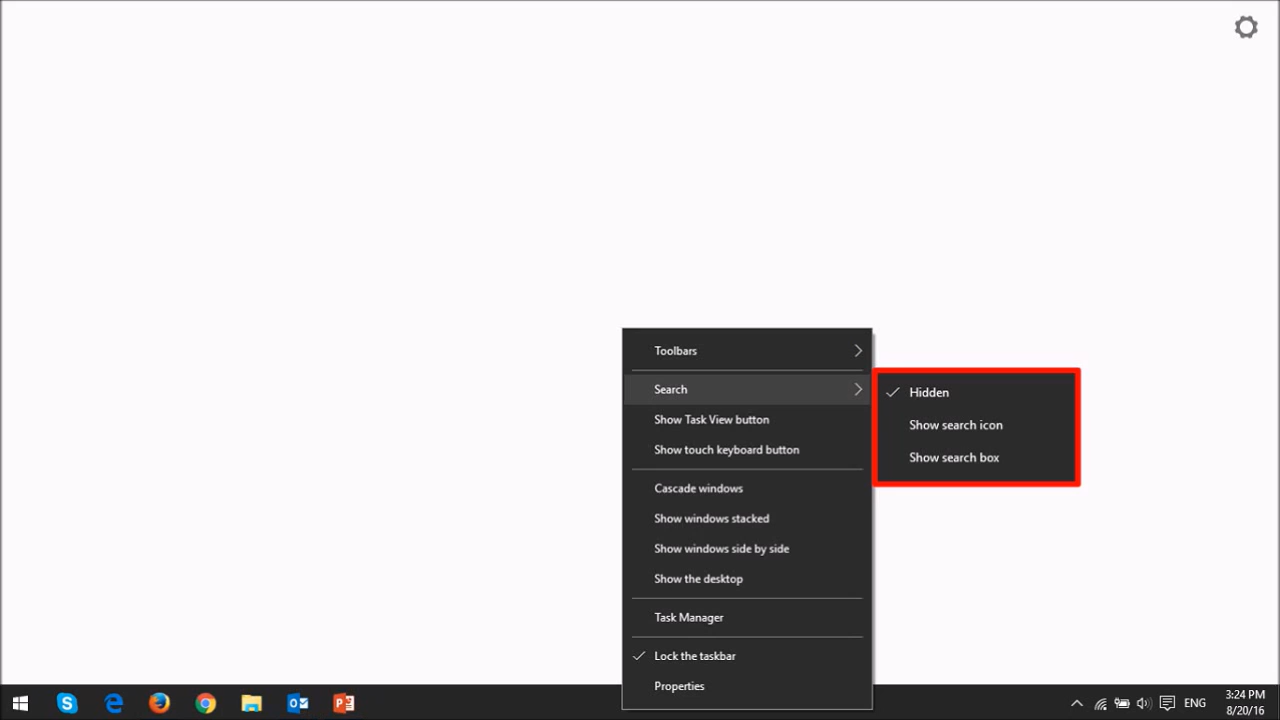 Toolbars
Search
Show Task View button
Show touch keyboard button
Cascade windows
Show windows stacked
Show windows side by side
Show the desktop
Task Manager
Lock the taskbar
Properties
Hidden
Show search icon
Show search box
ENG
3:24 PM
8/20/16